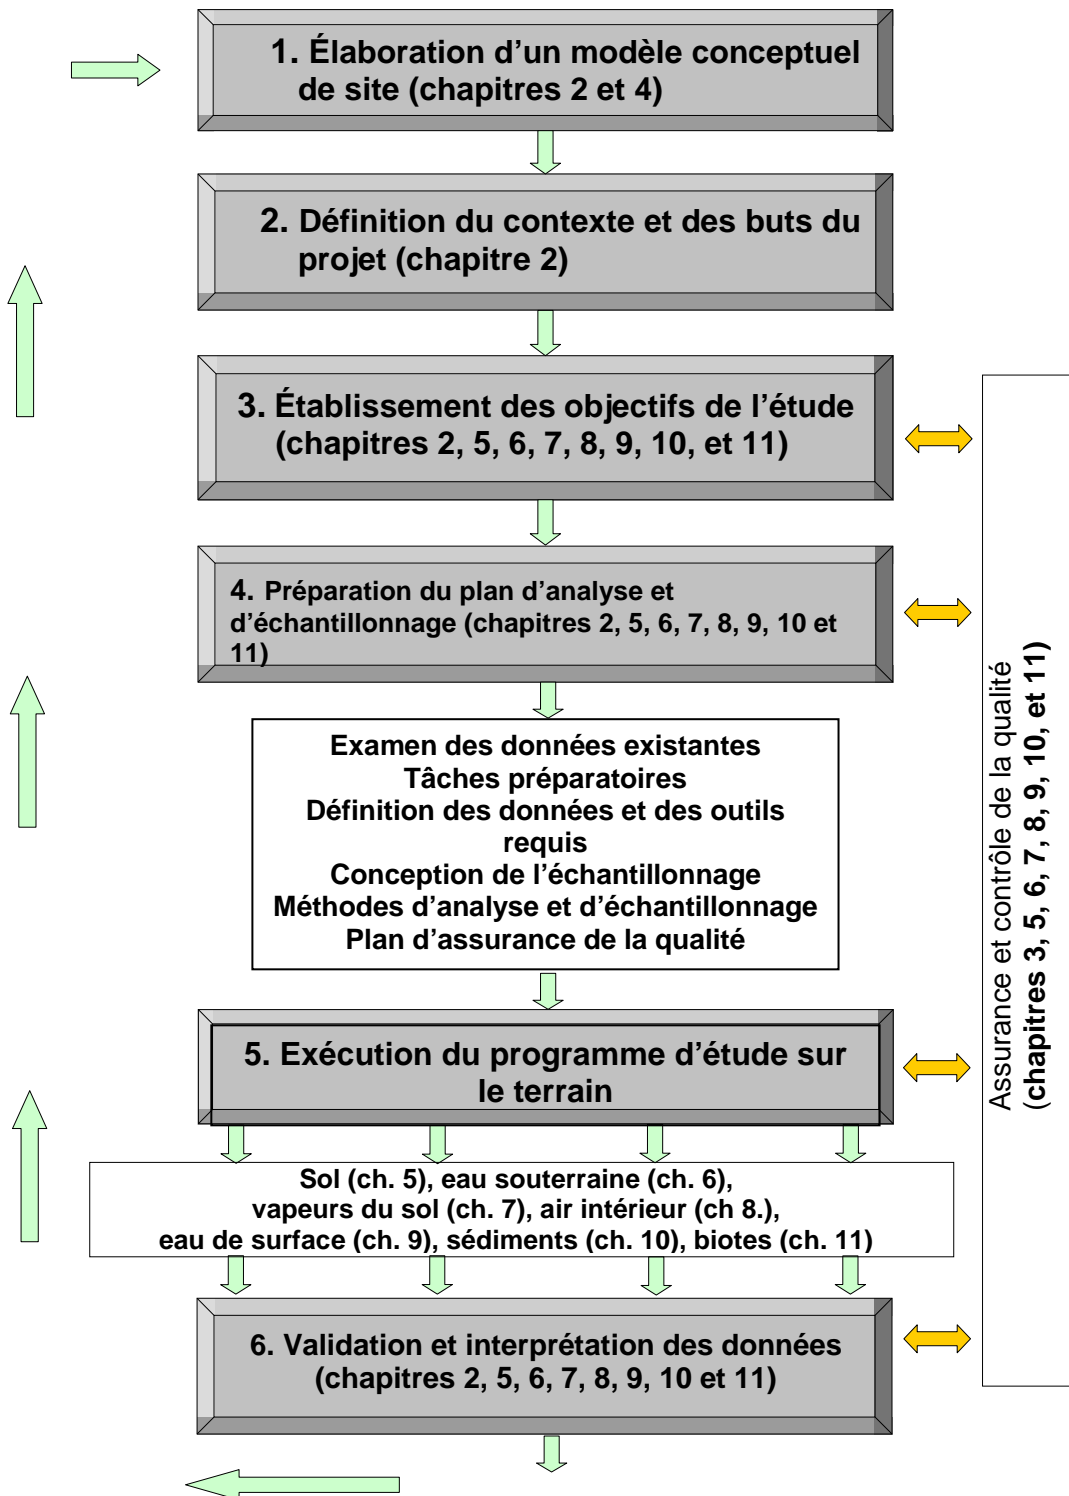 1. Élaboration d’un modèle conceptuel
de site (chapitres 2 et 4)
2. Définition du contexte et des buts du
projet (chapitre 2)
3. Établissement des objectifs de l’étude
(chapitres 2, 5, 6, 7, 8, 9, 10, et 11)
4. Préparation du plan d’analyse et
d’échantillonnage (chapitres 2, 5, 6, 7, 8, 9, 10 et
11)
Examen des données existantes
Tâches préparatoires
Définition des données et des outils
requis
Conception de l’échantillonnage
Méthodes d’analyse et d’échantillonnage
Plan d’assurance de la qualité
5. Exécution du programme d’étude sur
le terrain
Sol (ch. 5), eau souterraine (ch. 6),
vapeurs du sol (ch. 7), air intérieur (ch 8.),
eau de surface (ch. 9), sédiments (ch. 10), biotes (ch. 11)
6. Validation et interprétation des données
(chapitres 2, 5, 6, 7, 8, 9, 10 et 11)
Assurance et contrôle de la qualité
(chapitres 3, 5, 6, 7, 8, 9, 10, et 11)